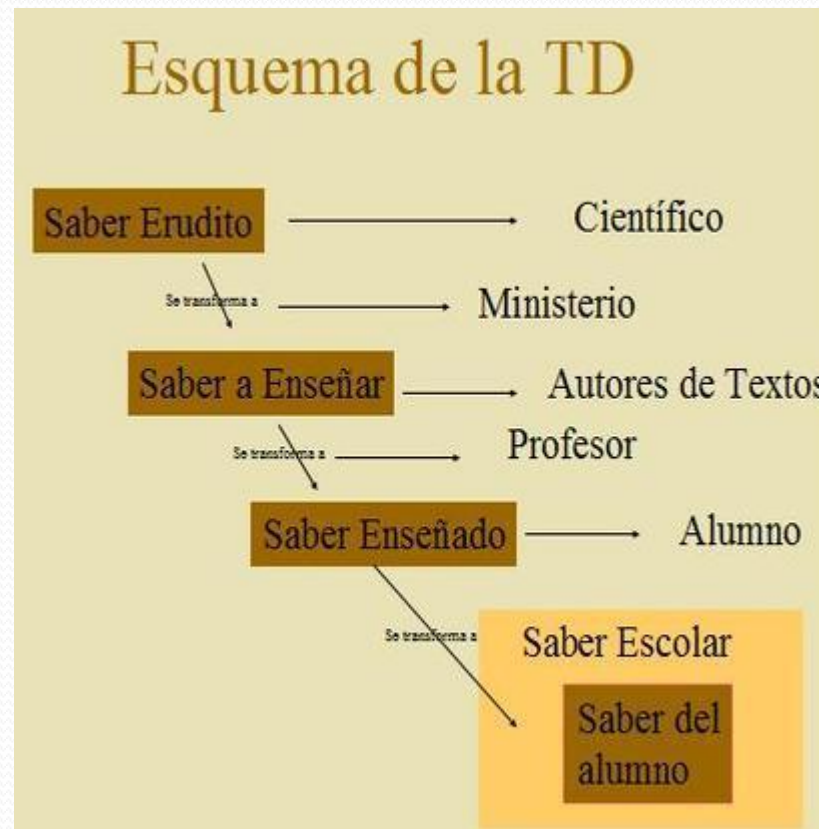 Esquema de la TD
Saber Erudito
Científico
Se transforma a
Ministerio
Saber a Enseñar
Autores de Textos
Se transforma a
Profesor
Saber Enseñado
Alumno
Se transforma a
Saber Escolar
Saber del
alumno